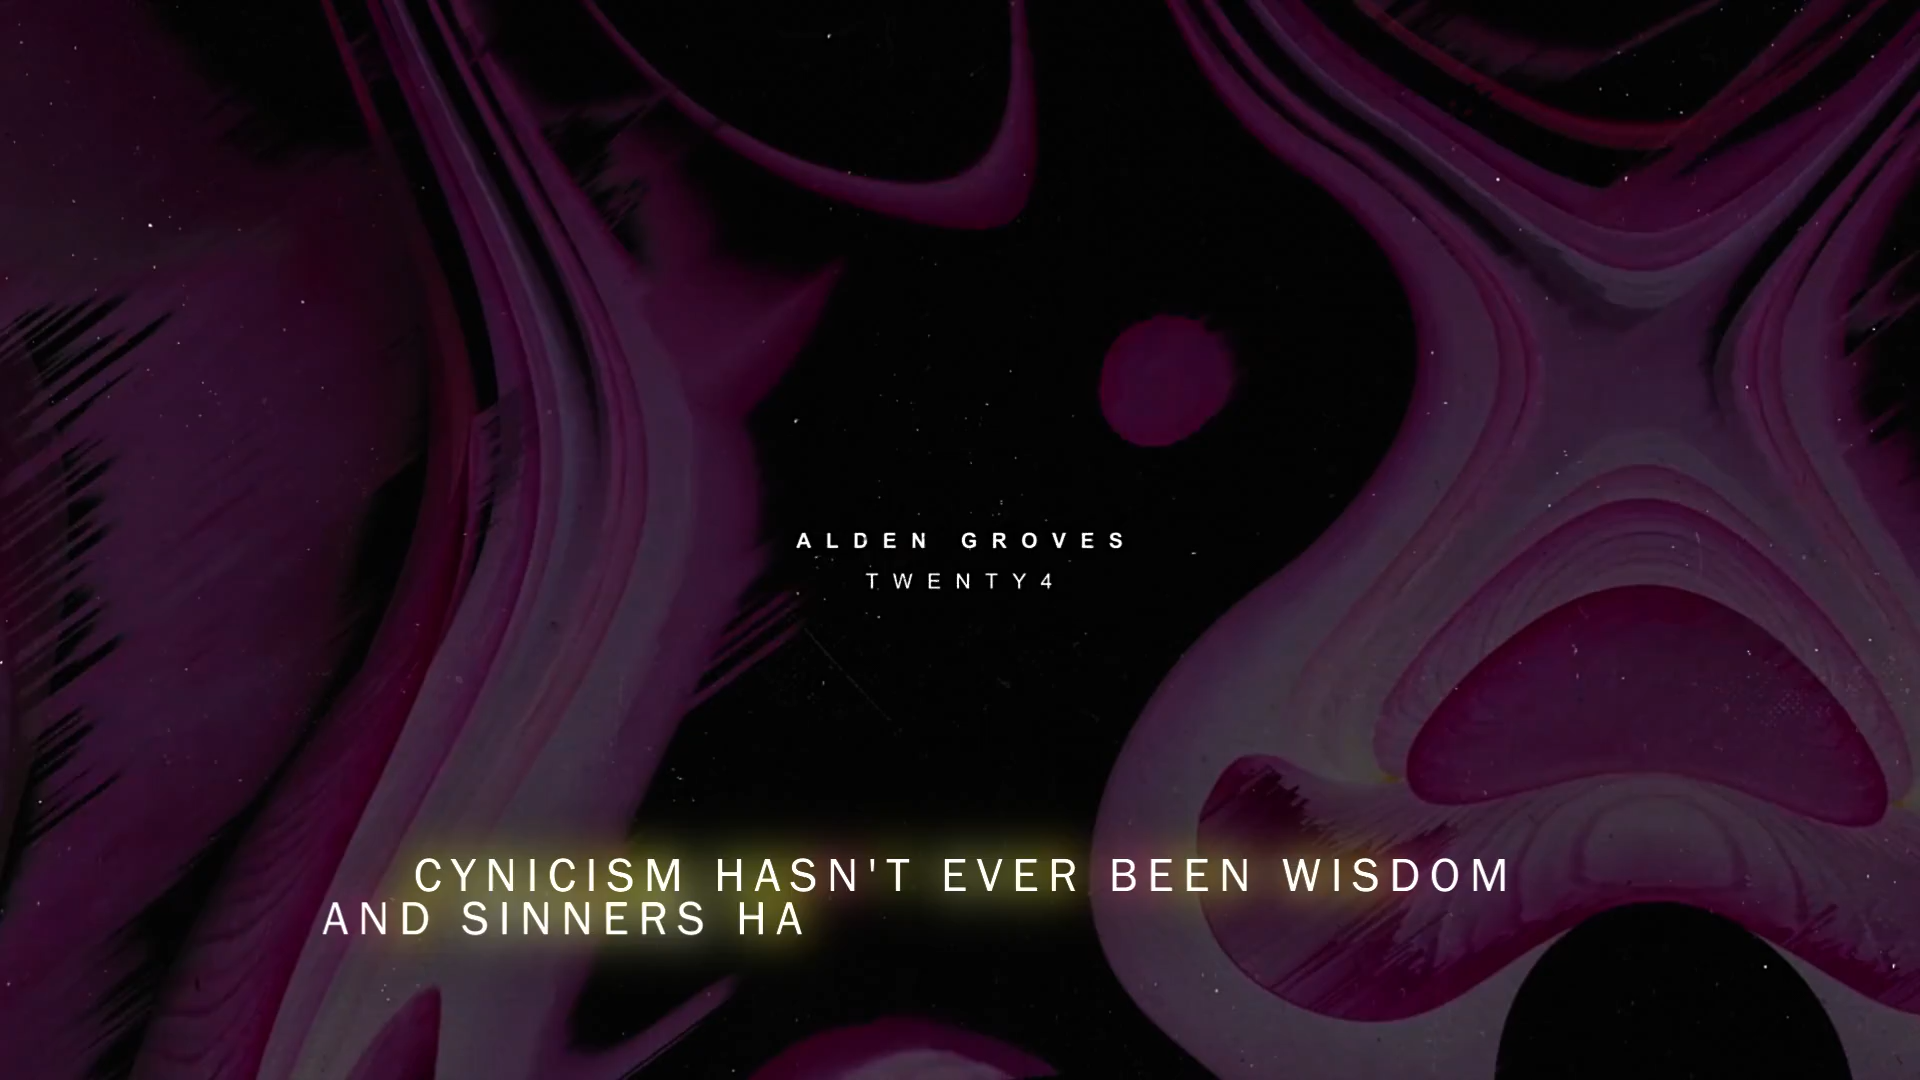 ALDEN GROVES
TWENTY4
CYNICISM HASN'T EVER BEEN WISDOM
AND SINNERS HA